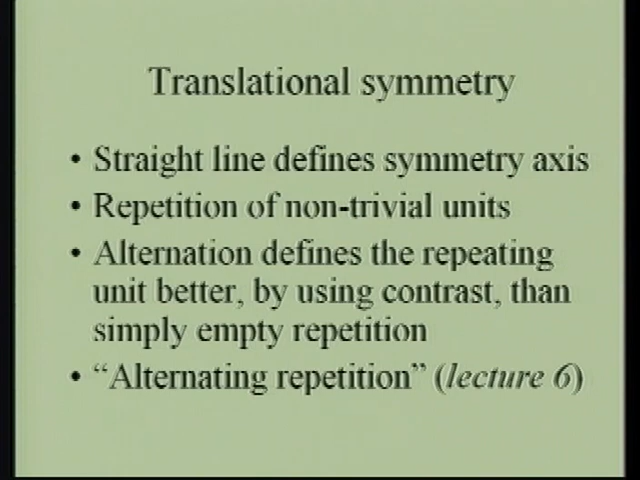 Translational symmetry
• Straight line defines symmetry axis
• Repetition of non-trivial units
• Alternation defines the repeating
unit better, by using contrast, than
simply empty repetition
• “Alternating repetition” (lecture 6)